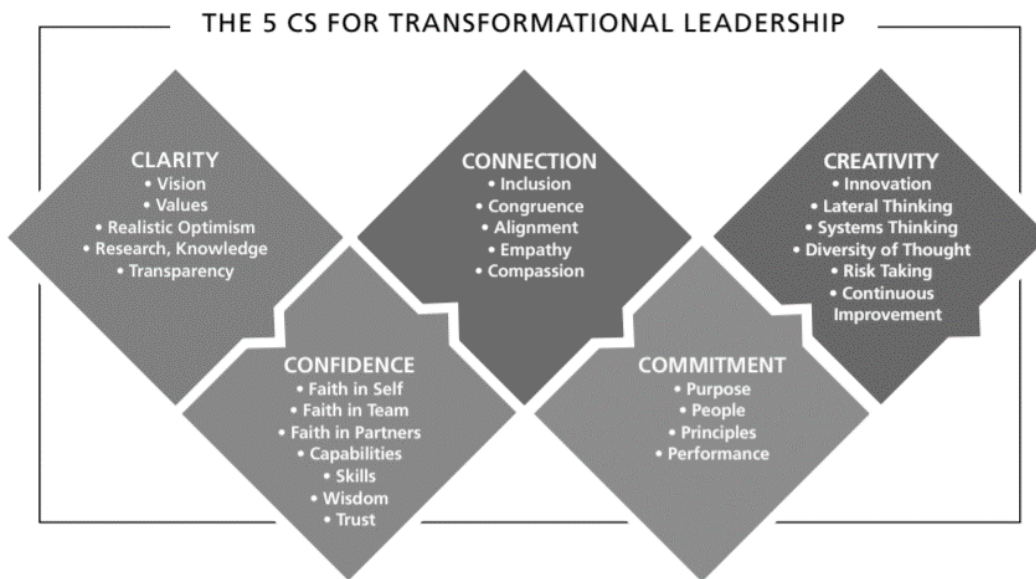 THE 5 CS FOR TRANSFORMATIONAL LEADERSHIP
CLARITY
• Vision
• Values
• Realistic Optimism
• Research, Knowledge
• Transparency
CONFIDENCE
• Faith in Self
• Faith in Team
• Faith in Partners
• Capabilities
• Skills
• Wisdom
• Trust
CONNECTION
• Inclusion
• Congruence
• Alignment
• Empathy
• Compassion
COMMITMENT
• Purpose
• People
• Principles
• Performance
CREATIVITY
• Innovation
• Lateral Thinking
• Systems Thinking
• Diversity of Thought
• Risk Taking
• Continuous
Improvement